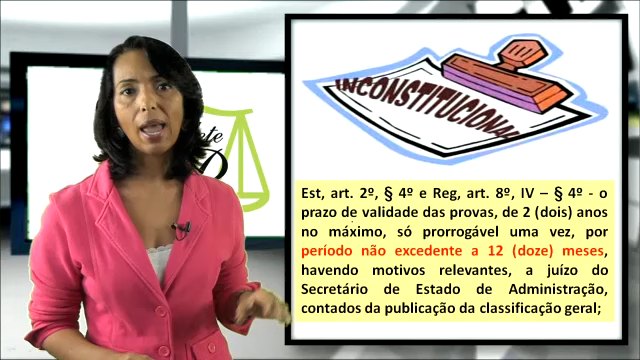 INCONSTITUCIONAL
Est, art. 2º, § 4º e Reg, art. 8º, IV – § 4º - o
prazo de validade das provas, de 2 (dois) anos
no máximo, só prorrogável uma vez, por
período não excedente a 12 (doze) meses,
havendo motivos relevantes, a juízo do
Secretário de Estado de Administração,
contados da publicação da classificação geral;